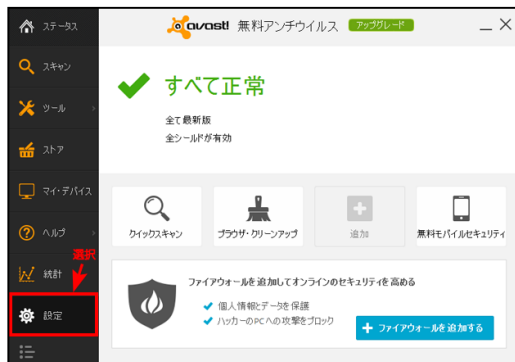 ステータス
スキャン
ツール
ストア
マイ・デバイス
ヘルプ
統計
選択
設定
avast! 無料アンチウイルス アップグレード
すべて正常
全て最新版
全シールドが有効
クイックスキャン
ブラウザ・クリーンアップ
追加
無料モバイルセキュリティ
ファイアウォールを追加してオンラインのセキュリティを高める
個人情報とデータを保護
ハッカーのPCへの攻撃をブロック
ファイアウォールを追加する